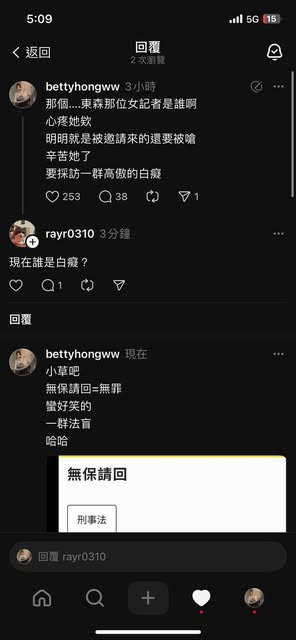 5:09
5G
15
返回
回覆
2 次瀏覽
bettyhongww 3小時
那個....東森那位女記者是誰啊
心疼她欸
明明就是被邀請來的還要被嗆
辛苦她了
要採訪一群高傲的白癡
253 38 1
rayr0310 3分鐘
現在誰是白癡？
1
回覆
bettyhongww 現在
小草吧
無保請回=無罪
蠻好笑的
一群法盲
哈哈
無保請回
刑事法
回覆 rayr0310